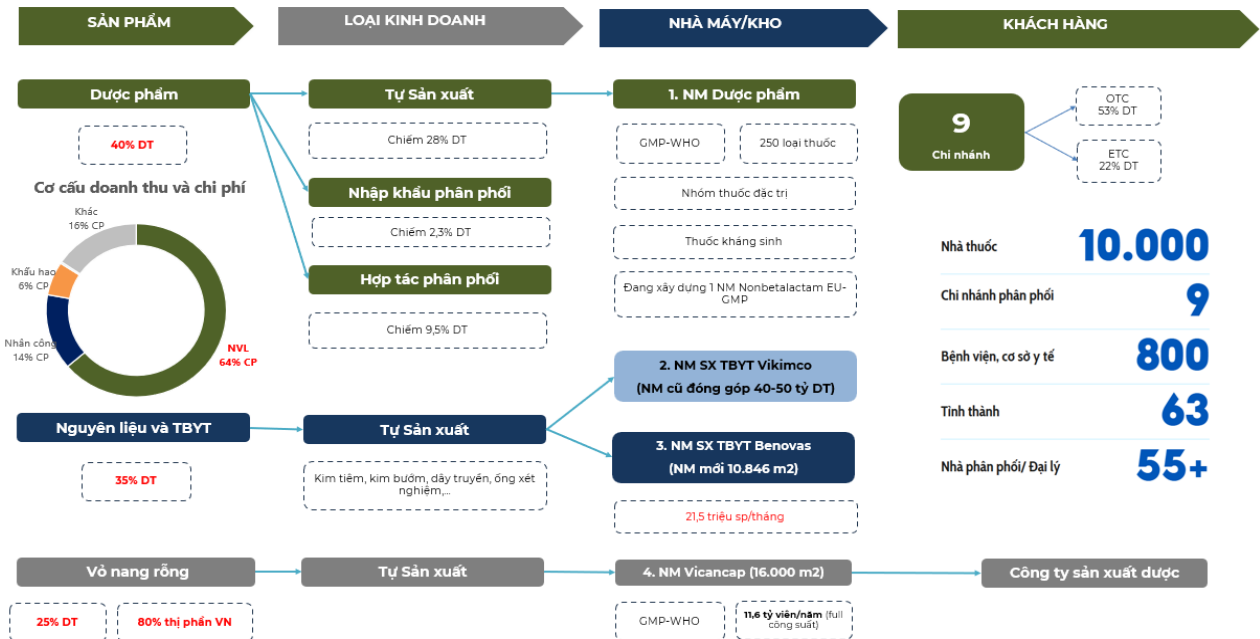 SẢN PHẨM
LOẠI KINH DOANH
NHÀ MÁY/KHO
KHÁCH HÀNG
Dược phẩm
40% DT
Cơ cấu doanh thu và chi phí
Khác
16% CP
Khấu hao
6% CP
Nhân công
14% CP
NVL
64% CP
Tự Sản xuất
Chiếm 28% DT
Nhập khẩu phân phối
Chiếm 2,3% DT
Hợp tác phân phối
Chiếm 9,5% DT
1. NM Dược phẩm
GMP-WHO
250 loại thuốc
Nhóm thuốc đặc trị
Thuốc kháng sinh
Đang xây dựng 1 NM Nonbetalactam EU-
GMP
9
Chi nhánh
OTC
53% DT
ETC
22% DT
Nhà thuốc
10.000
Chi nhánh phân phối
9
Bệnh viện, cơ sở y tế
800
Tỉnh thành
63
Nhà phân phối/ Đại lý
55+
Nguyên liệu và TBYT
35% DT
Tự Sản xuất
Kim tiêm, kim bướm, dây truyền, ống xét
nghiệm,...
2. NM SX TBYT Vikimco
(NM cũ đóng góp 40-50 tỷ DT)
3. NM SX TBYT Benovas
(NM mới 10.846 m2)
21,5 triệu sp/tháng
Vỏ nang rỗng
25% DT
80% thị phần VN
Tự Sản xuất
4. NM Vicancap (16.000 m2)
GMP-WHO
11,6 tỷ viên/năm (full
công suất)
Công ty sản xuất dược